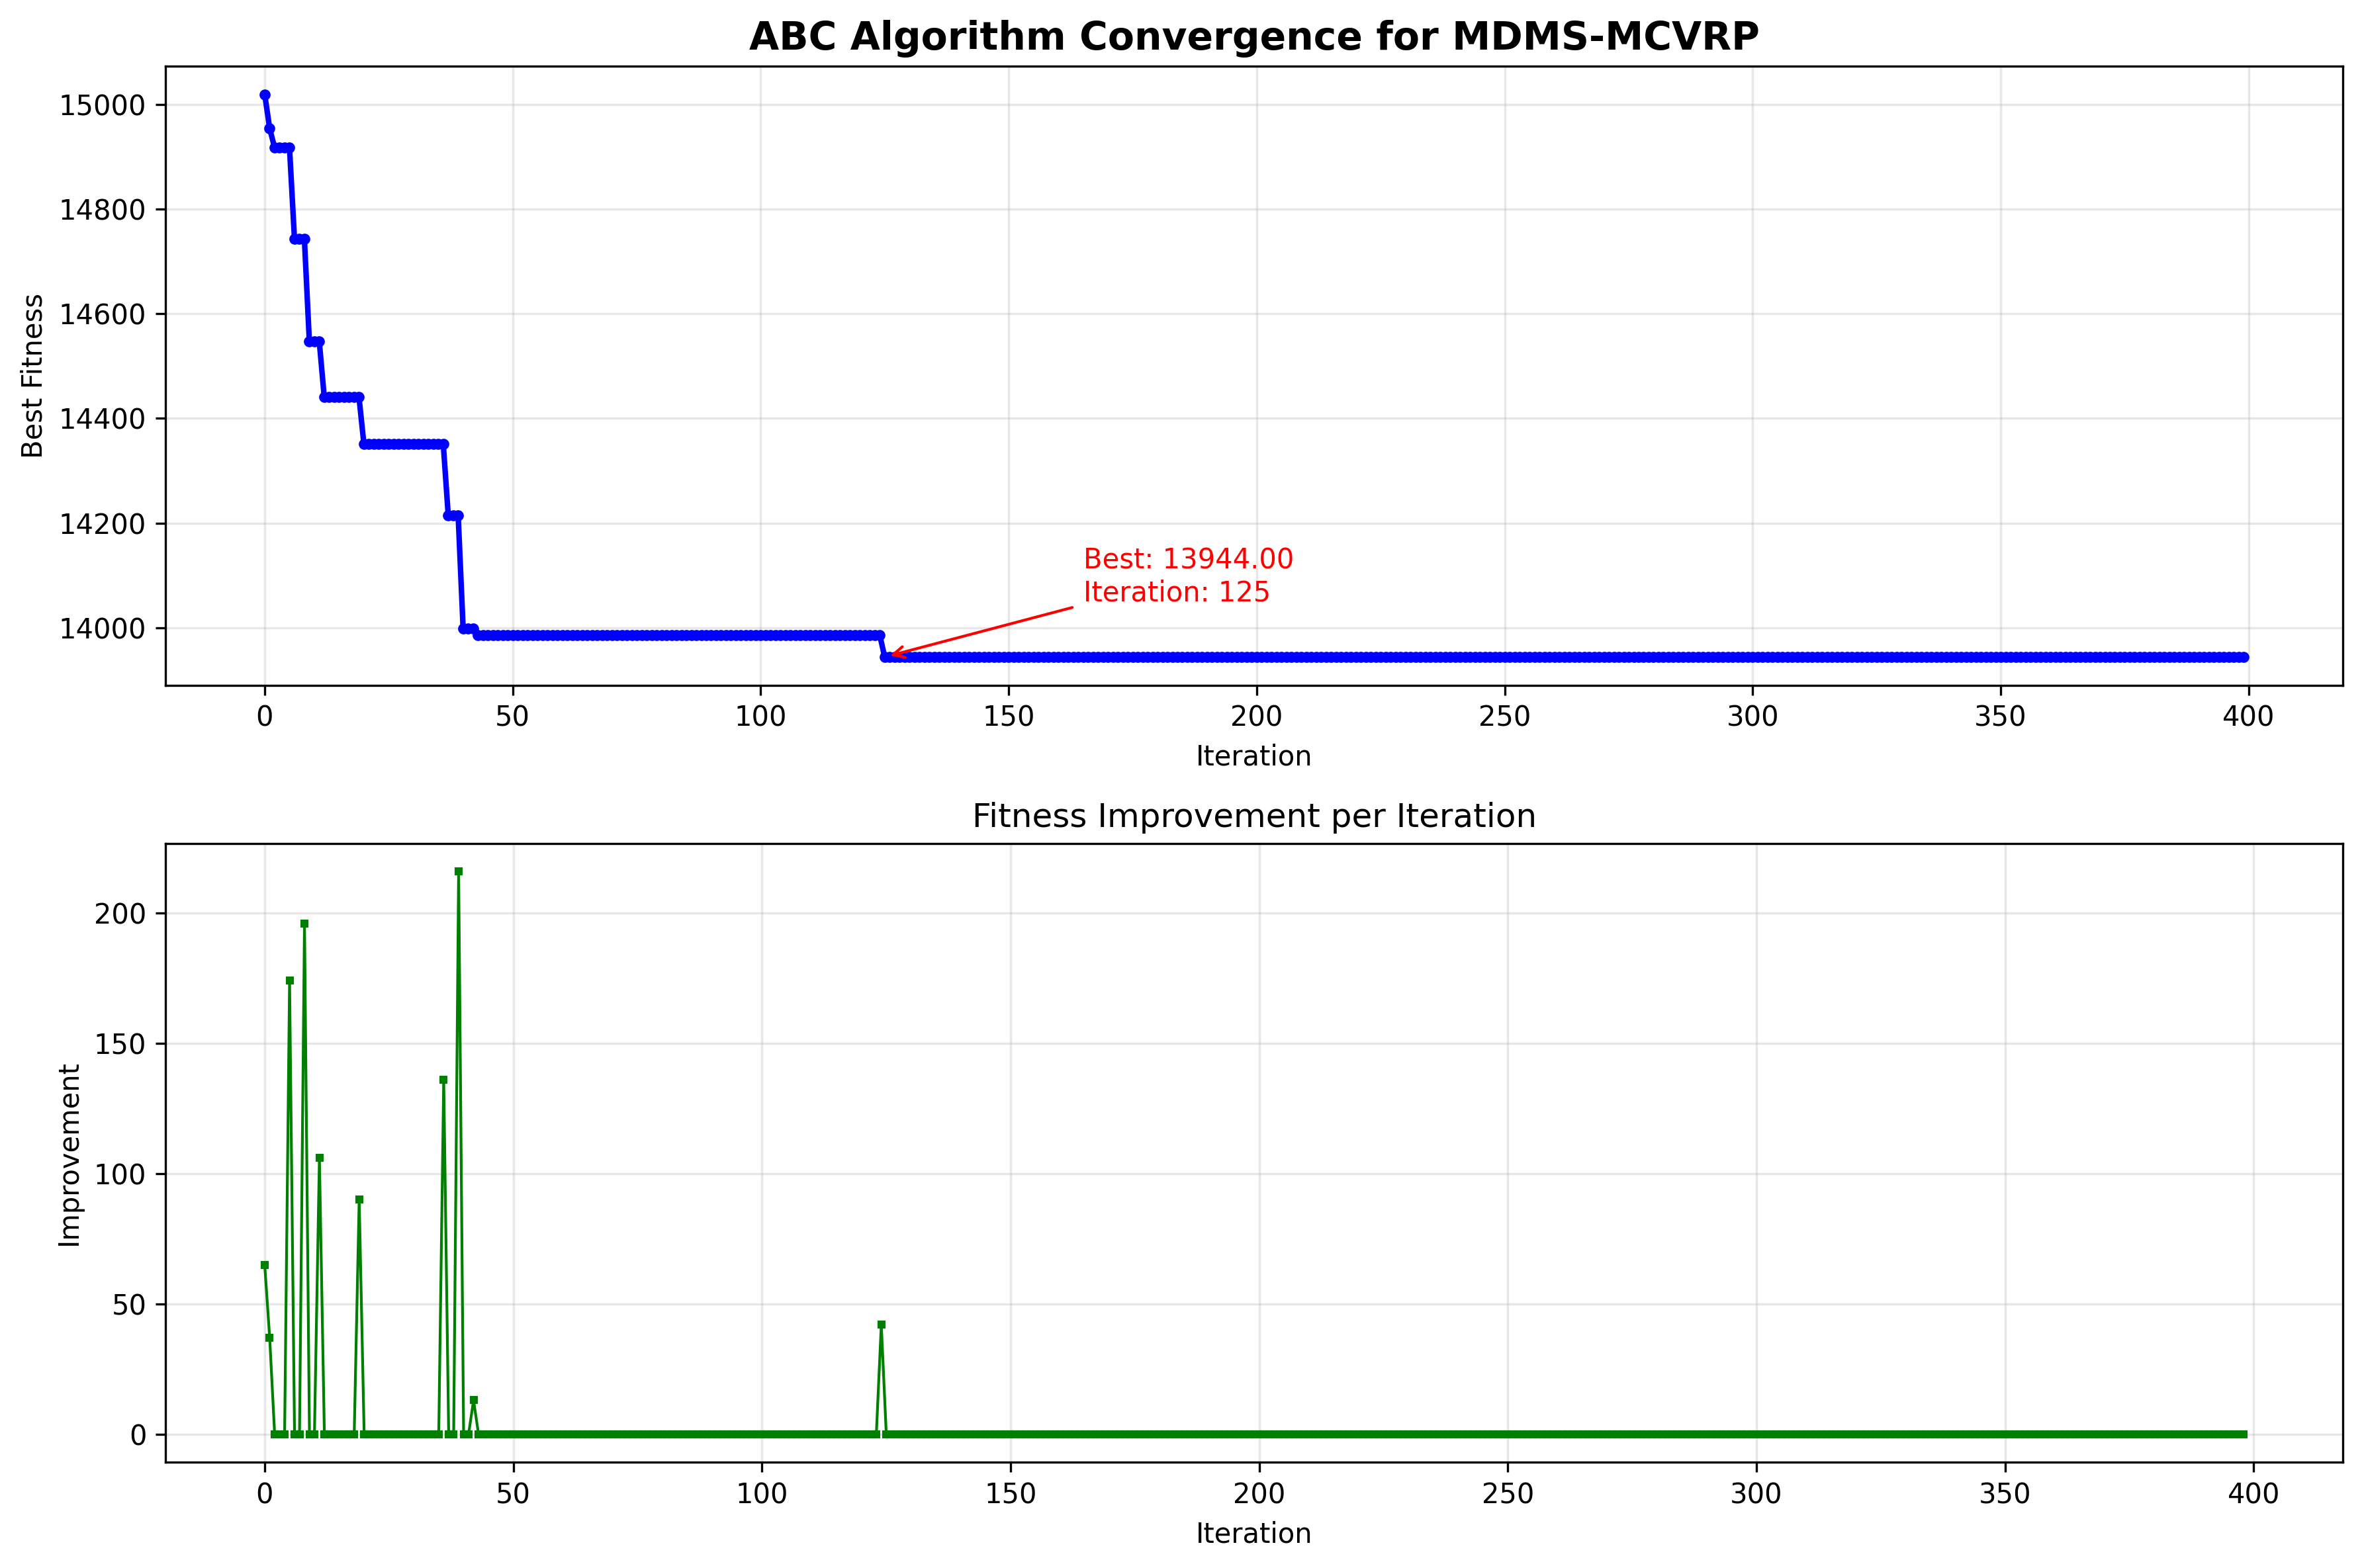 ABC Algorithm Convergence for MDMS-MCVRP
15000
14800
14600
14400
14200
14000
Best Fitness
Best: 13944.00
Iteration: 125
0 50 100 150 200 250 300 350 400
Iteration
Fitness Improvement per Iteration
200
150
100
50
0
Improvement
0 50 100 150 200 250 300 350 400
Iteration